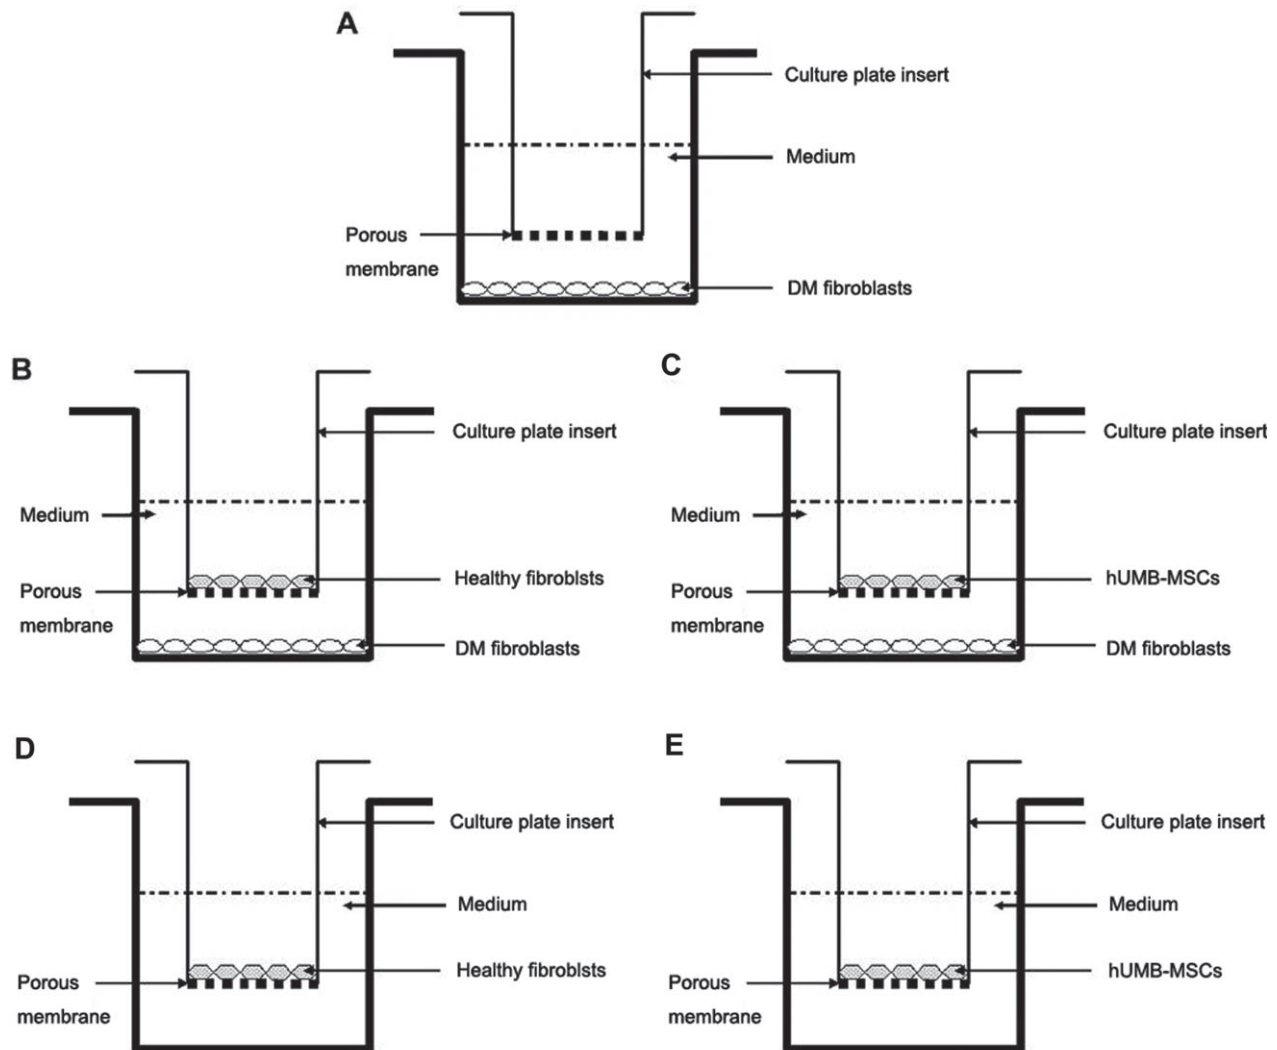 A
Culture plate insert
Medium
Porous
membrane
DM fibroblasts
B
Culture plate insert
Medium
Healthy fibroblsts
Porous
membrane
DM fibroblasts
C
Culture plate insert
Medium
hUMB-MSCs
Porous
membrane
DM fibroblasts
D
Culture plate insert
Medium
Healthy fibroblsts
Porous
membrane
E
Culture plate insert
Medium
hUMB-MSCs
Porous
membrane